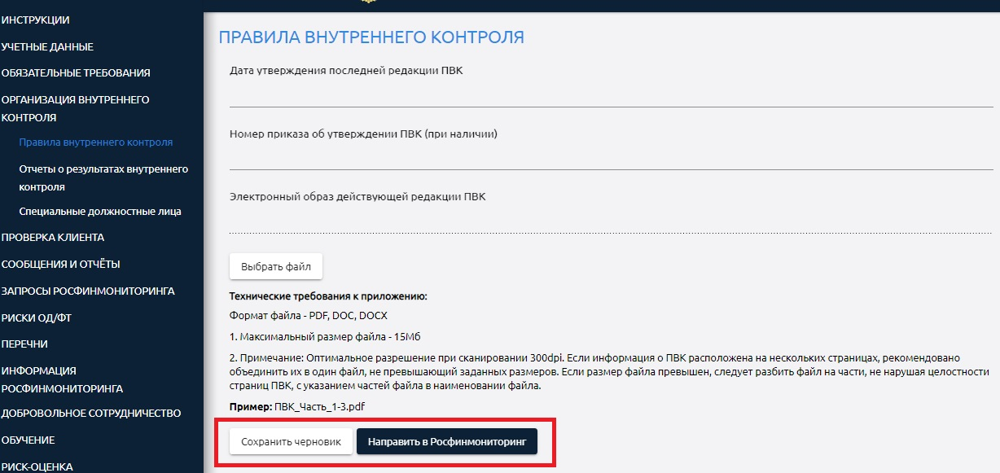 ИНСТРУКЦИИ
УЧЕТНЫЕ ДАННЫЕ
ОБЯЗАТЕЛЬНЫЕ ТРЕБОВАНИЯ
ОРГАНИЗАЦИЯ ВНУТРЕННЕГО
КОНТРОЛЯ
Правила внутреннего контроля
Отчеты о результатах внутреннего
контроля
Специальные должностные лица
ПРОВЕРКА КЛИЕНТА
СООБЩЕНИЯ И ОТЧЁТЫ
ЗАПРОСЫ РОСФИНМОНИТОРИНГА
РИСКИ ОД/ФТ
ПЕРЕЧНИ
ИНФОРМАЦИЯ
РОСФИНМОНИТОРИНГА
ДОБРОВОЛЬНОЕ СОТРУДНИЧЕСТВО
ОБУЧЕНИЕ
РИСК-ОЦЕНКА
ПРАВИЛА ВНУТРЕННЕГО КОНТРОЛЯ
Дата утверждения последней редакции ПВК
Номер приказа об утверждении ПВК (при наличии)
Электронный образ действующей редакции ПВК
Выбрать файл
Технические требования к приложению:
Формат файла - PDF, DOC, DOCX
1. Максимальный размер файла - 15Мб
2. Примечание: Оптимальное разрешение при сканировании 300dpi. Если информация о ПВК расположена на нескольких страницах, рекомендовано
объединить их в один файл, не превышающий заданных размеров. Если размер файла превышен, следует разбить файл на части, не нарушая целостности
страниц ПВК, с указанием частей файла в наименовании файла.
Пример: ПВК_Часть_1-3.pdf
Сохранить черновик
Направить в Росфинмониторинг